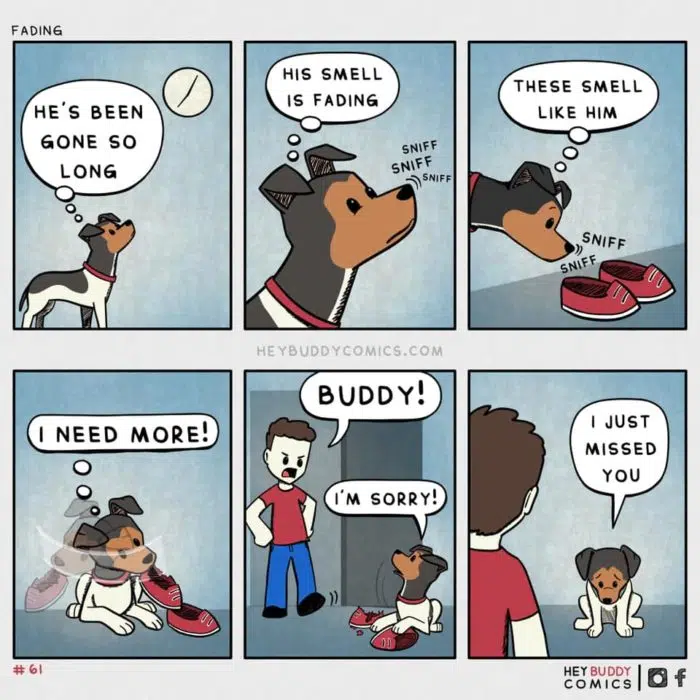 FADING
HE'S BEEN
GONE SO
LONG
HIS SMELL
IS FADING
SNIFF
SNIFF
SNIFF
THESE SMELL
LIKE HIM
SNIFF
SNIFF
HEYBUDDYCOMICS.COM
I NEED MORE!
BUDDY!
I'M SORRY!
I JUST
MISSED
YOU
# 61
HEY BUDDY
COMICS